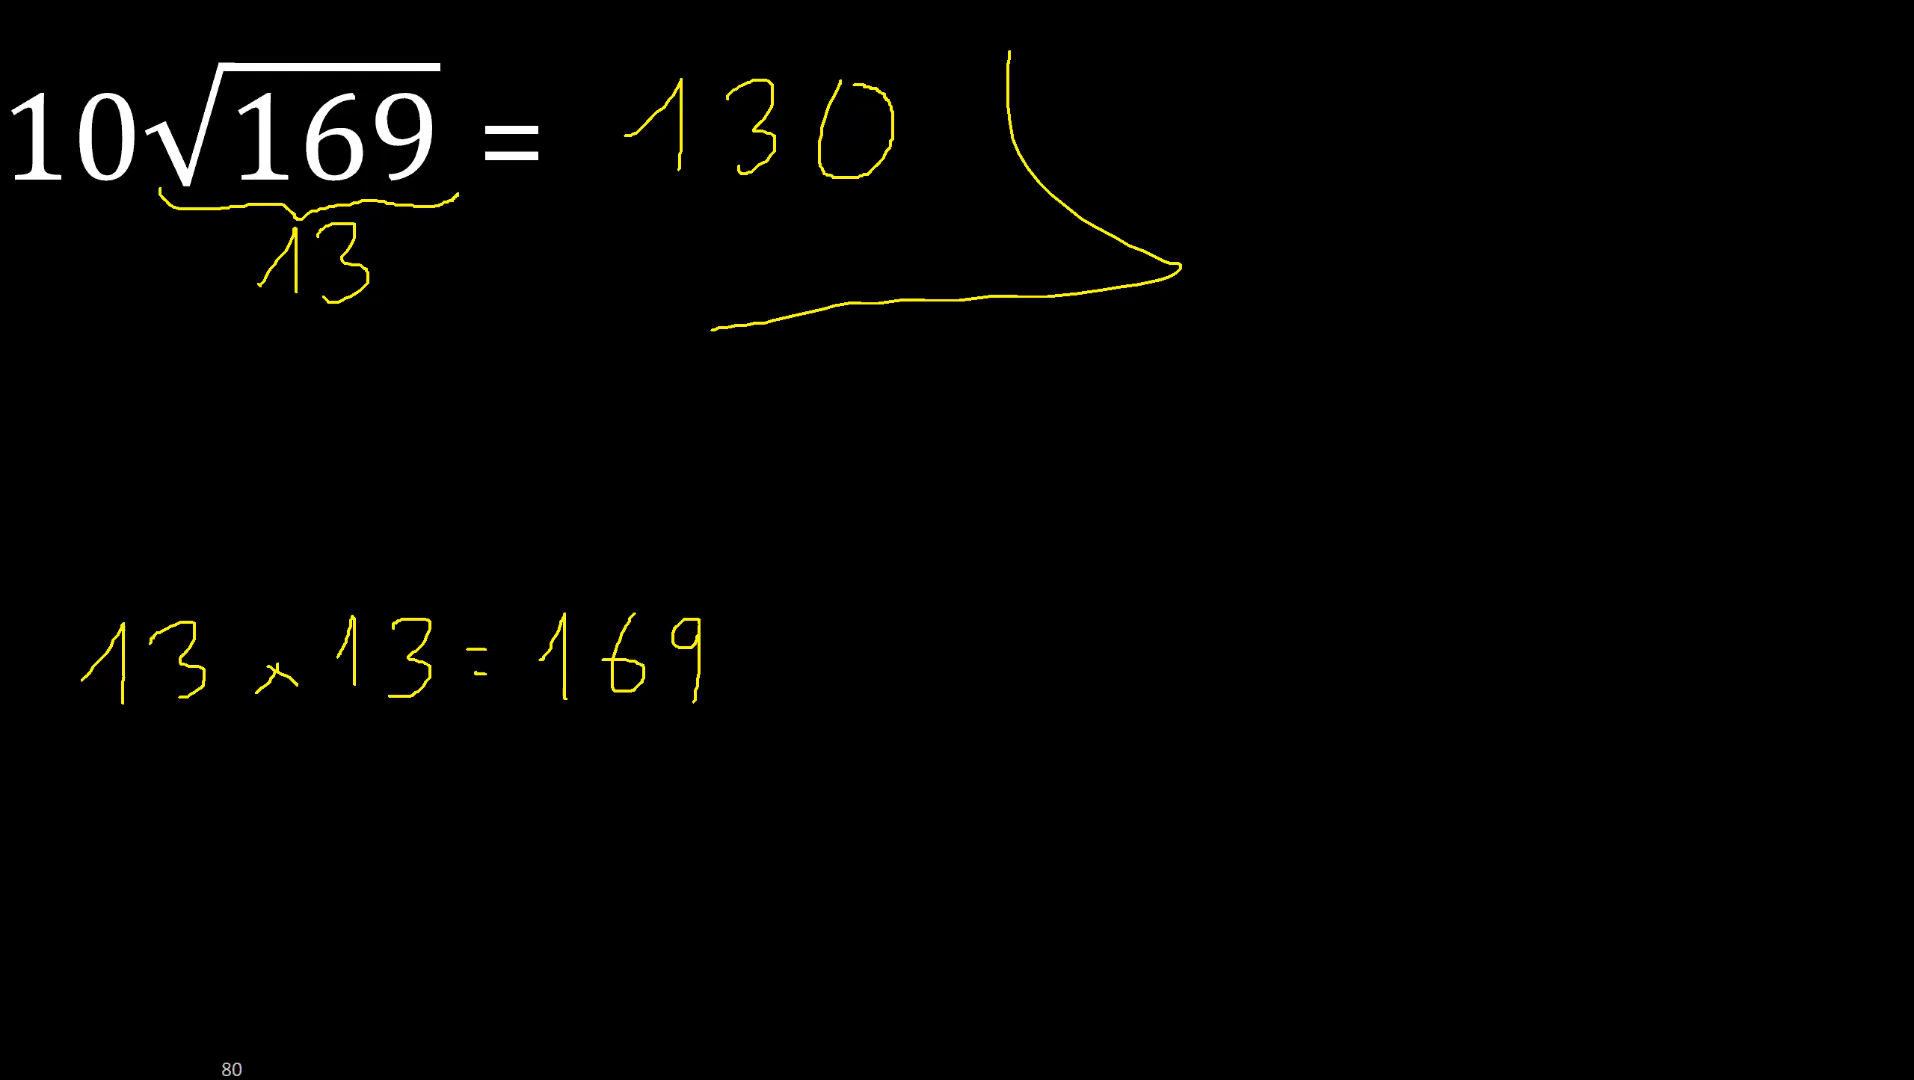 10√169 = 130
13
13 × 13 = 169
80